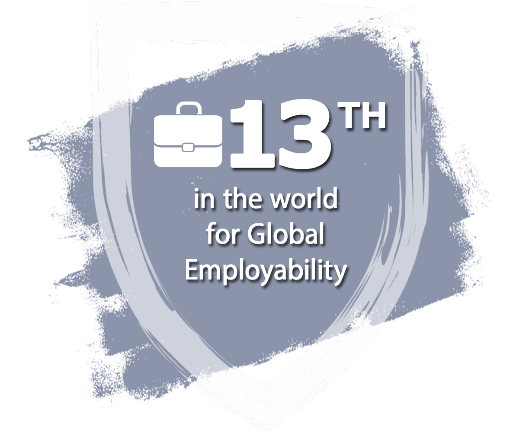 13TH
in the world
for Global
Employability